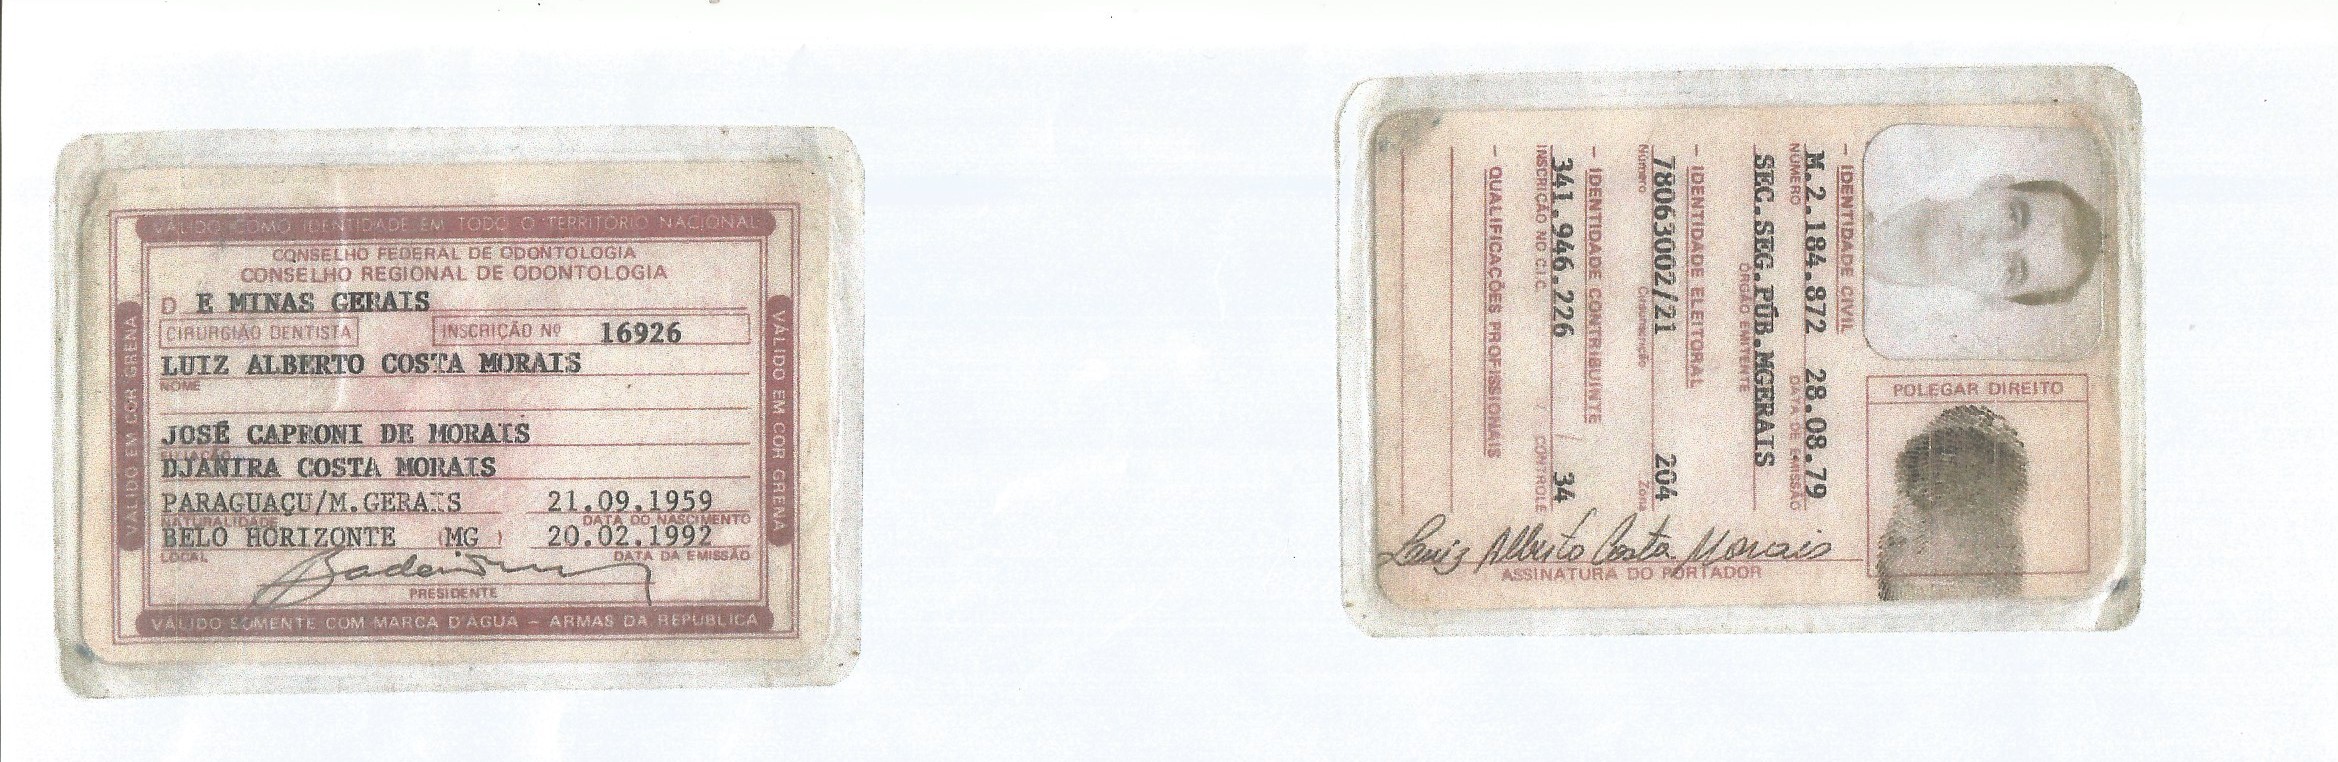 VÁLIDO COMO IDENTIDADE EM TODO O TERRITÓRIO NACIONAL
CONSELHO FEDERAL DE ODONTOLOGIA
CONSELHO REGIONAL DE ODONTOLOGIA
D E MINAS GERAIS
CIRURGIÃO DENTISTA INSCRIÇÃO Nº 16926
LUIZ ALBERTO COSTA MORAIS
NOME
JOSÉ CAPRONI DE MORAIS
FILIAÇÃO
DJANIRA COSTA MORAIS
PARAGUAÇU/M.GERAIS 21.09.1959
NATURALIDADE DATA DO NASCIMENTO
BELO HORIZONTE (MG) 20.02.1992
LOCAL DATA DA EMISSÃO
PRESIDENTE
VÁLIDO SOMENTE COM MARCA D'ÁGUA - ARMAS DA REPÚBLICA
VÁLIDO EM COR GRENÁ
VÁLIDO EM COR GRENÁ
- IDENTIDADE CIVIL
M.2.184.872 28.08.79
NÚMERO DATA DE EMISSÃO
SEC.SEG.PÚB.MGERAIS
ÓRGÃO EMITENTE
- IDENTIDADE ELEITORAL
78063002/21 204
Número Circunscrição Zona
- IDENTIDADE CONTRIBUINTE
341.946.226 / 34
INSCRIÇÃO NO C.I.C. / CONTROLE
- QUALIFICAÇÕES PROFISSIONAIS
POLEGAR DIREITO
Luiz Alberto Costa Morais
ASSINATURA DO PORTADOR